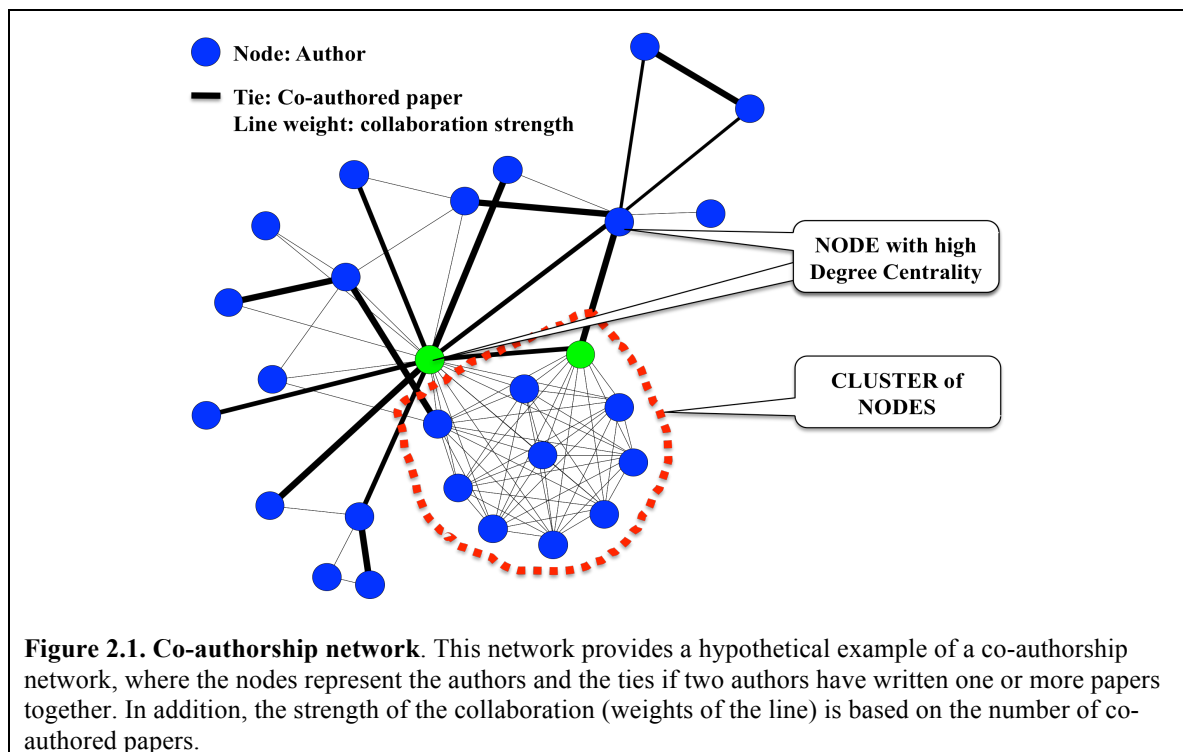 Node: Author
Tie: Co-authored paper
Line weight: collaboration strength
NODE with high
Degree Centrality
CLUSTER of
NODES
Figure 2.1. Co-authorship network. This network provides a hypothetical example of a co-authorship
network, where the nodes represent the authors and the ties if two authors have written one or more papers
together. In addition, the strength of the collaboration (weights of the line) is based on the number of co-
authored papers.